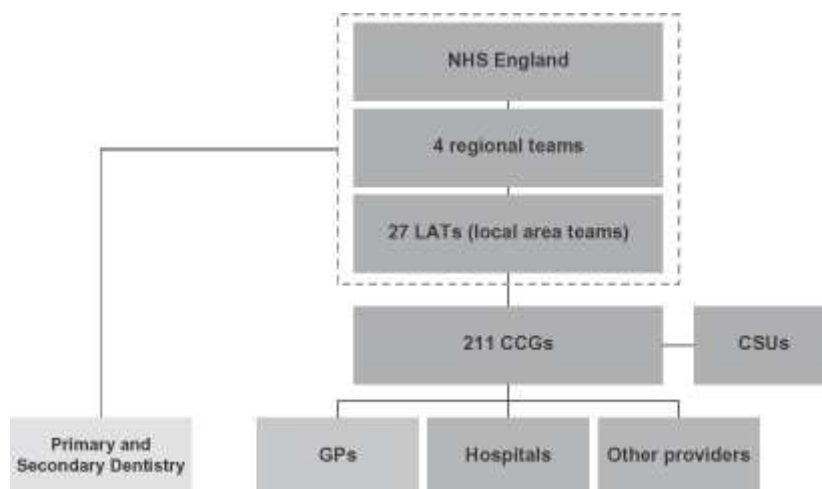 NHS England
4 regional teams
27 LATs (local area teams)
211 CCGs
CSUs
Primary and
Secondary Dentistry
GPs
Hospitals
Other providers